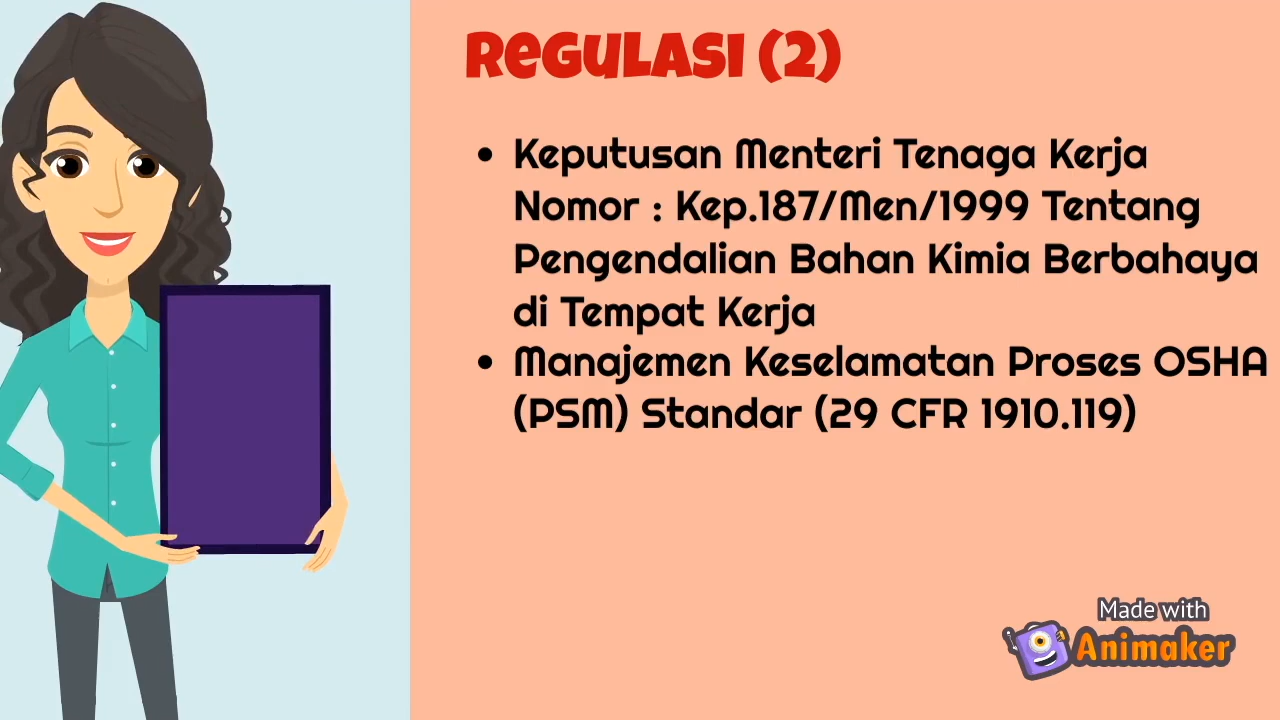 Regulasi (2)
• Keputusan Menteri Tenaga Kerja
Nomor : Kep.187/Men/1999 Tentang
Pengendalian Bahan Kimia Berbahaya
di Tempat Kerja
• Manajemen Keselamatan Proses OSHA
(PSM) Standar (29 CFR 1910.119)
Made with
Animaker